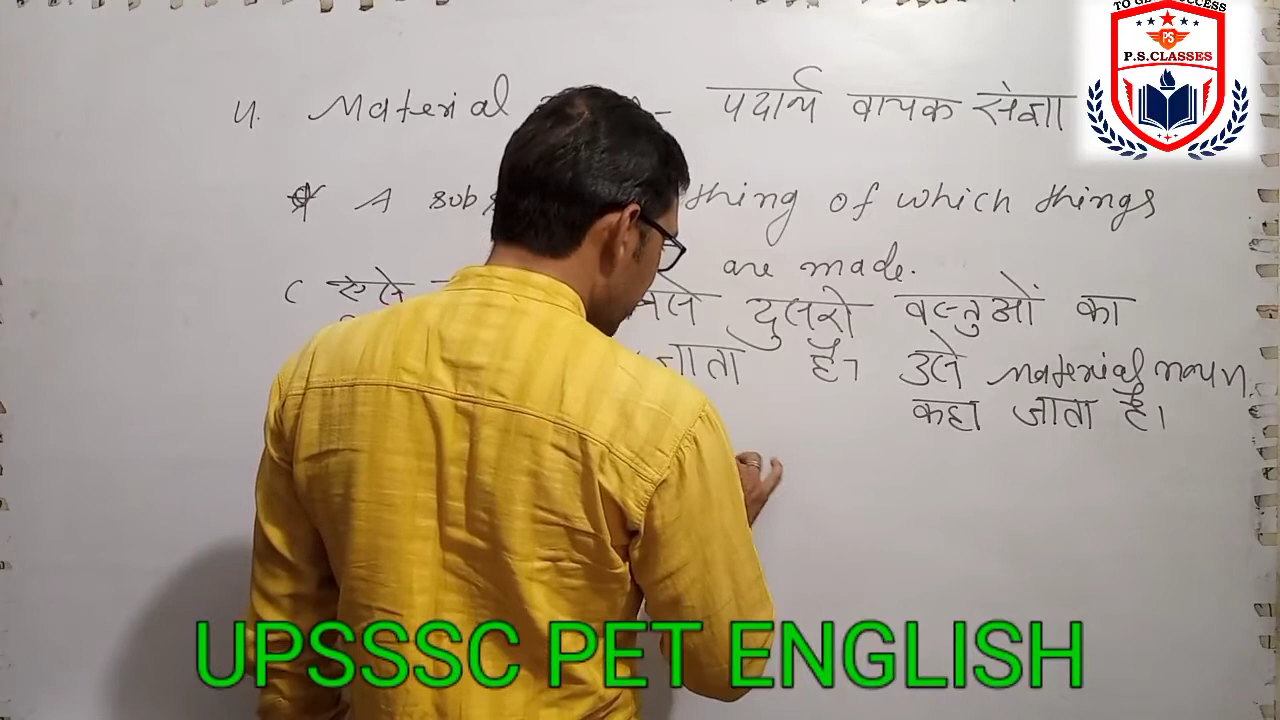 TO GET SUCCESS
PS
P.S.CLASSES
4. Material - पदार्थ वाचक संज्ञा
* A thing of which things
are made.
( ऐसे दुसरो वस्तुओं का
जाता है। उसे material noun
कहा जाता है।
UPSSSC PET ENGLISH